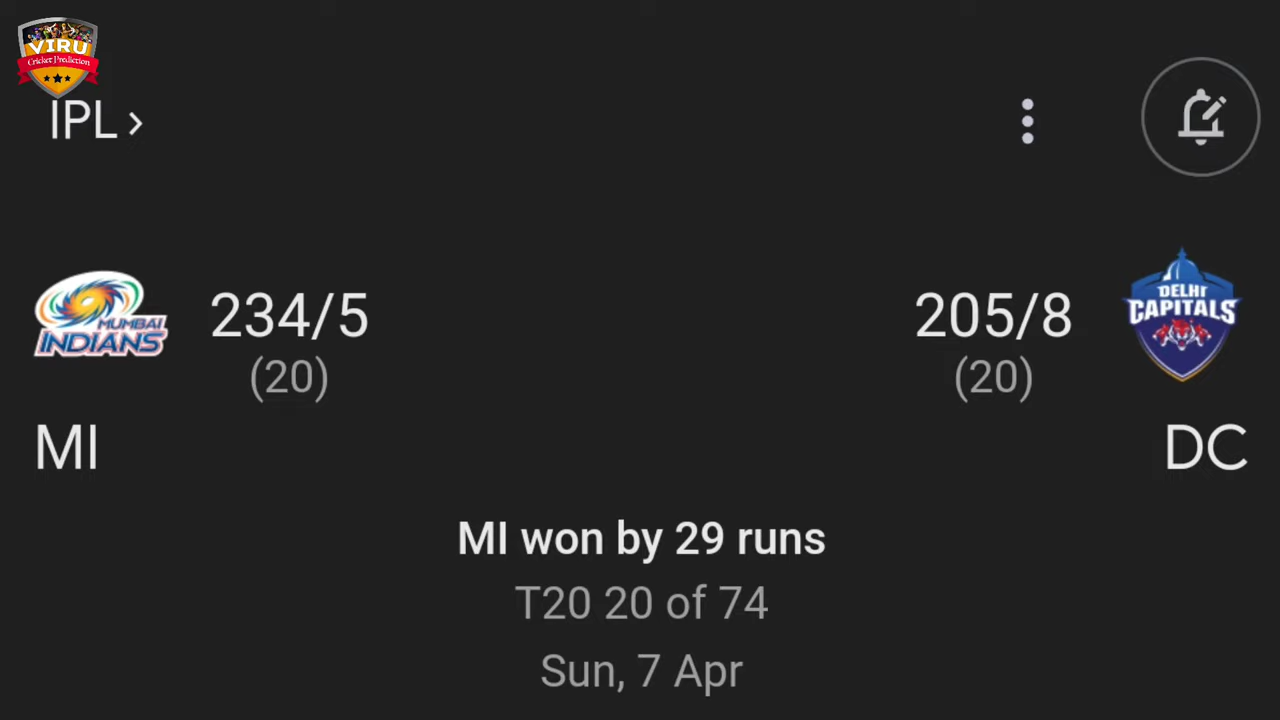 VIRU
Cricket Prediction
IPL >
MUMBAI
INDIANS
234/5
(20)
205/8
(20)
DELHI
CAPITALS
MI
DC
MI won by 29 runs
T20 20 of 74
Sun, 7 Apr